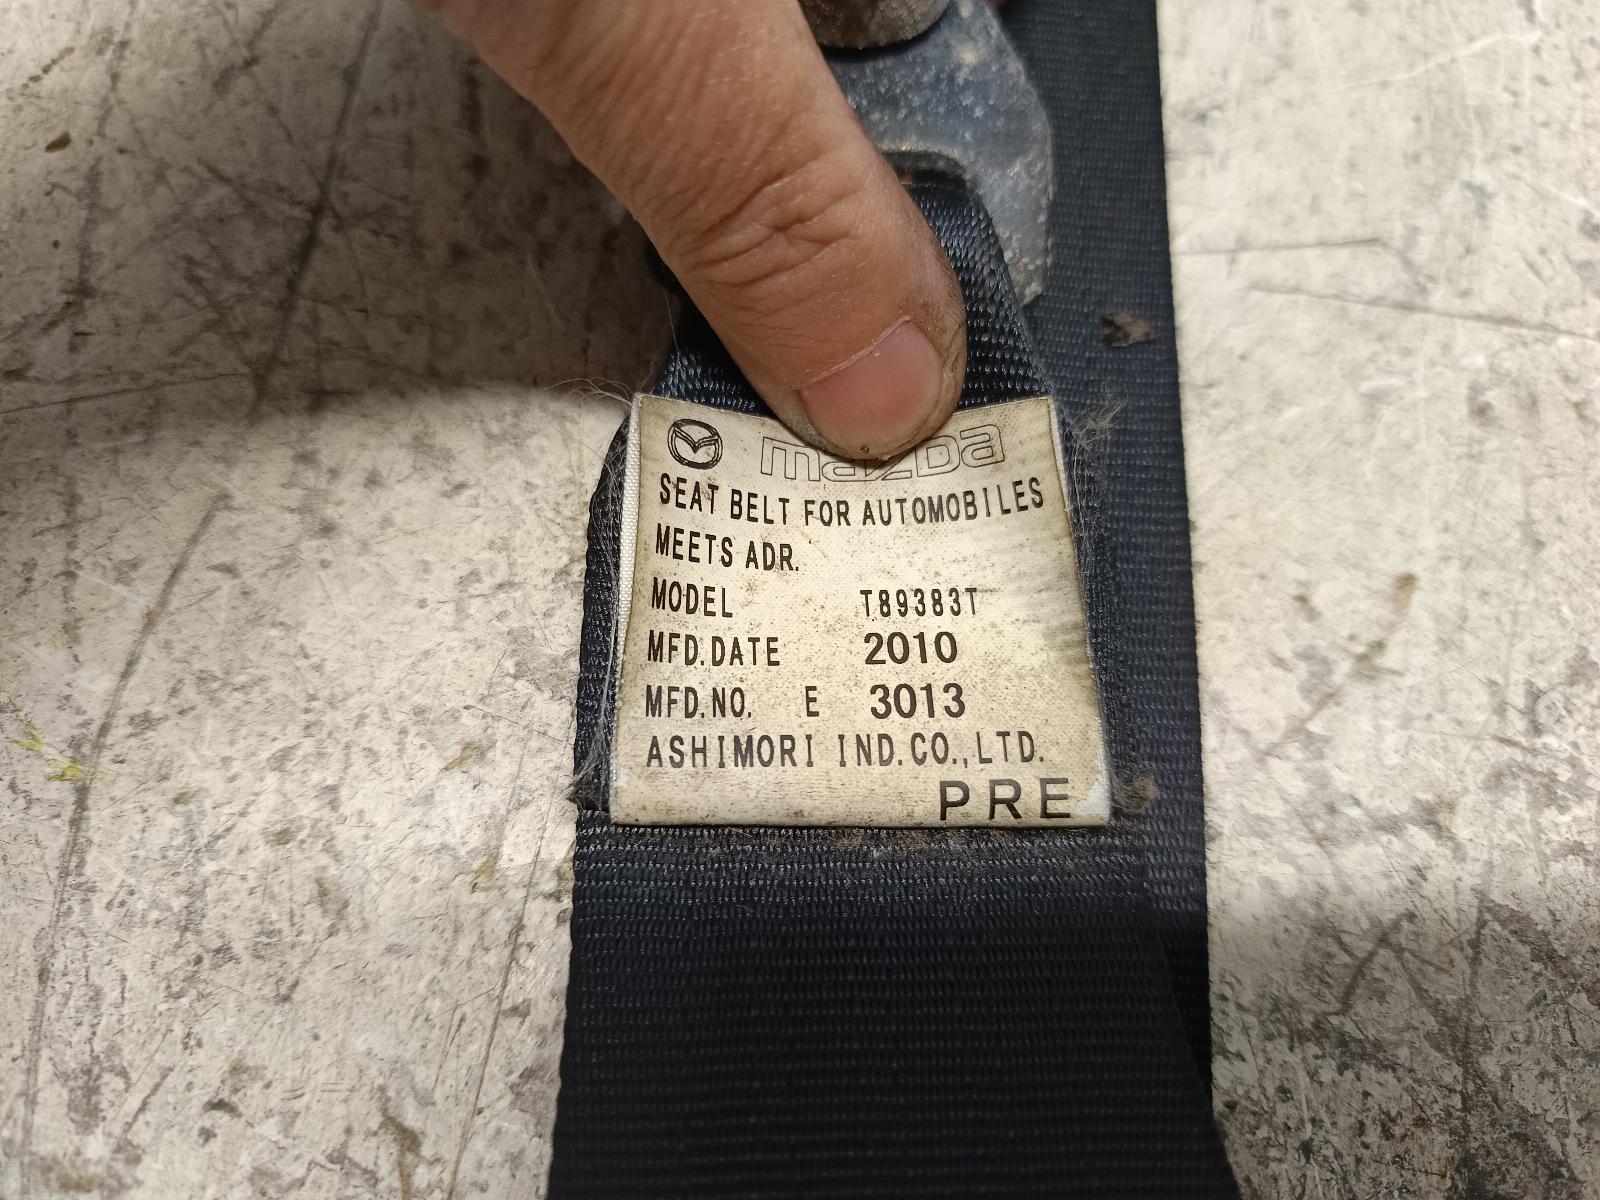 mazDa
SEAT BELT FOR AUTOMOBILES
MEETS ADR.
MODEL T89383T
MFD.DATE 2010
MFD.NO. E 3013
ASHIMORI IND.CO.,LTD.
PRE